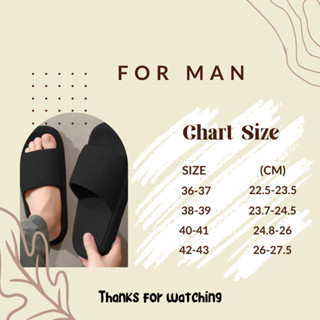 FOR MAN
Chart Size
SIZE (CM)
36-37 22.5-23.5
38-39 23.7-24.5
40-41 24.8-26
42-43 26-27.5
Thanks for watching